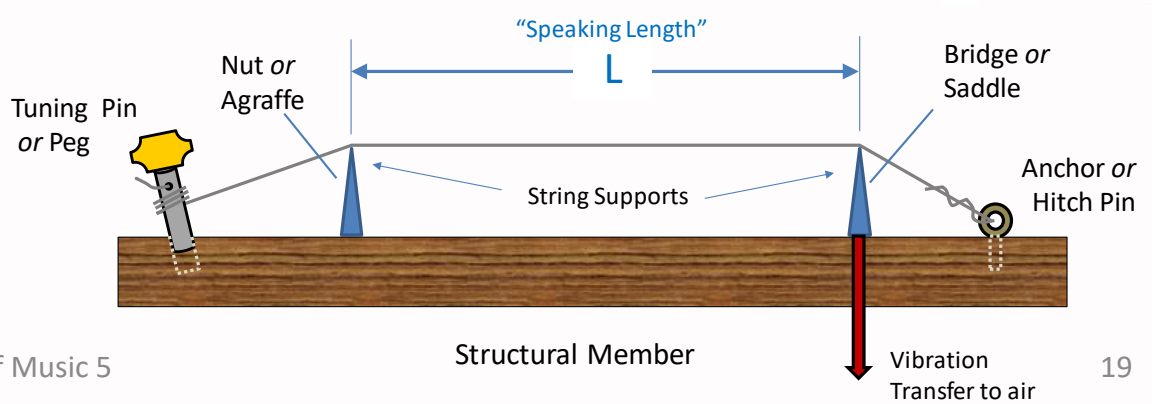 "Speaking Length"
L
Nut or
Agraffe
Bridge or
Saddle
Tuning Pin
or Peg
String Supports
Anchor or
Hitch Pin
Structural Member
Vibration
Transfer to air
Music 5
19